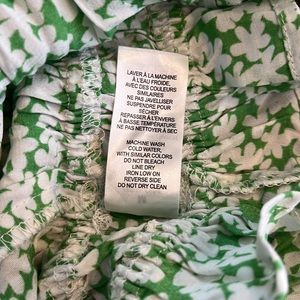 LAVER À LA MACHINE
À L'EAU FROIDE,
AVEC DES COULEURS
SIMILAIRES
NE PAS JAVELLISER
SUSPENDRE POUR
SÉCHER
REPASSER À L'ENVERS
À BASSE TEMPÉRATURE
NE PAS NETTOYER À SEC
MACHINE WASH
COLD WATER,
WITH SIMILAR COLORS
DO NOT BLEACH
LINE DRY
IRON LOW ON
REVERSE SIDE
DO NOT DRY CLEAN